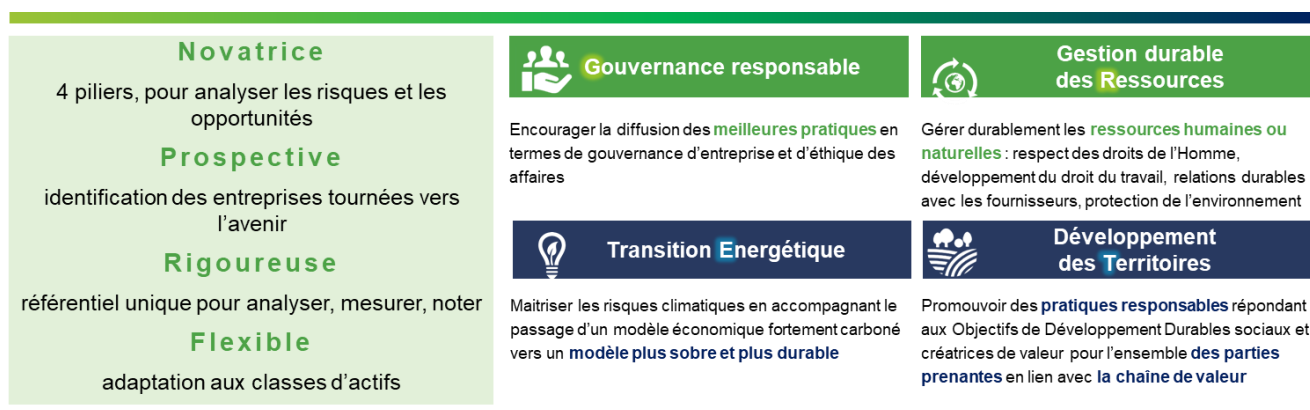 Novatrice
4 piliers, pour analyser les risques et les
opportunités
Prospective
identification des entreprises tournées vers
l’avenir
Rigoureuse
référentiel unique pour analyser, mesurer, noter
Flexible
adaptation aux classes d’actifs
Gouvernance responsable
Encourager la diffusion des meilleures pratiques en
termes de gouvernance d’entreprise et d’éthique des
affaires
Gestion durable
des Ressources
Gérer durablement les ressources humaines ou
naturelles : respect des droits de l’Homme,
développement du droit du travail, relations durables
avec les fournisseurs, protection de l’environnement
Transition Energétique
Maitriser les risques climatiques en accompagnant le
passage d’un modèle économique fortement carboné
vers un modèle plus sobre et plus durable
Développement
des Territoires
Promouvoir des pratiques responsables répondant
aux Objectifs de Développement Durables sociaux et
créatrices de valeur pour l’ensemble des parties
prenantes en lien avec la chaîne de valeur